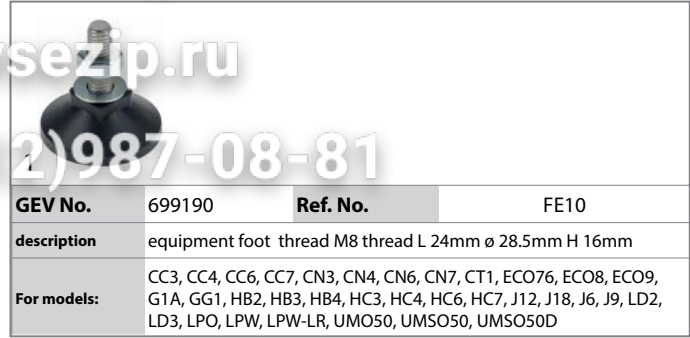 sezip.ru
1
2)987-08-81
GEV No. 699190 Ref. No. FE10
description equipment foot thread M8 thread L 24mm ø 28.5mm H 16mm
For models: CC3, CC4, CC6, CC7, CN3, CN4, CN6, CN7, CT1, ECO76, ECO8, ECO9,
G1A, GG1, HB2, HB3, HB4, HC3, HC4, HC6, HC7, J12, J18, J6, J9, LD2,
LD3, LPO, LPW, LPW-LR, UMO50, UMSO50, UMSO50D